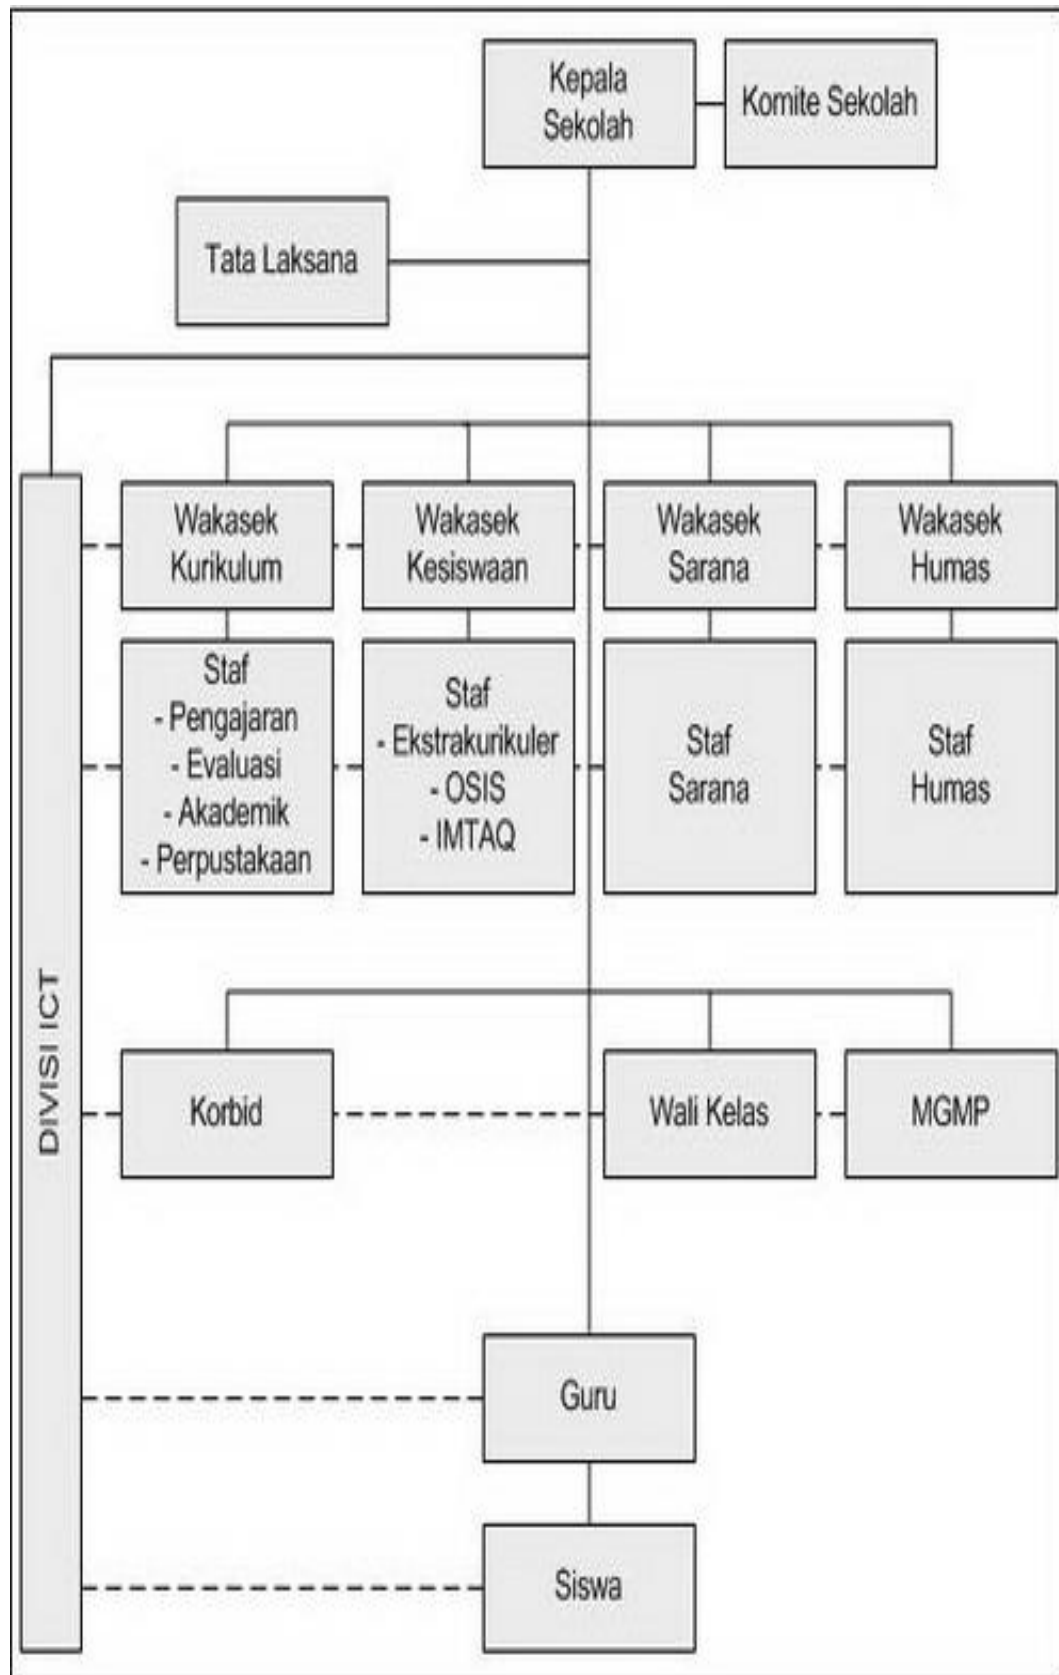 Kepala
Sekolah
Komite Sekolah
Tata Laksana
Wakasek
Kurikulum
Wakasek
Kesiswaan
Wakasek
Sarana
Wakasek
Humas
Staf
- Pengajaran
- Evaluasi
- Akademik
- Perpustakaan
Staf
- Ekstrakurikuler
- OSIS
- IMTAQ
Staf
Sarana
Staf
Humas
DIVISI ICT
Korbid
Wali Kelas
MGMP
Guru
Siswa